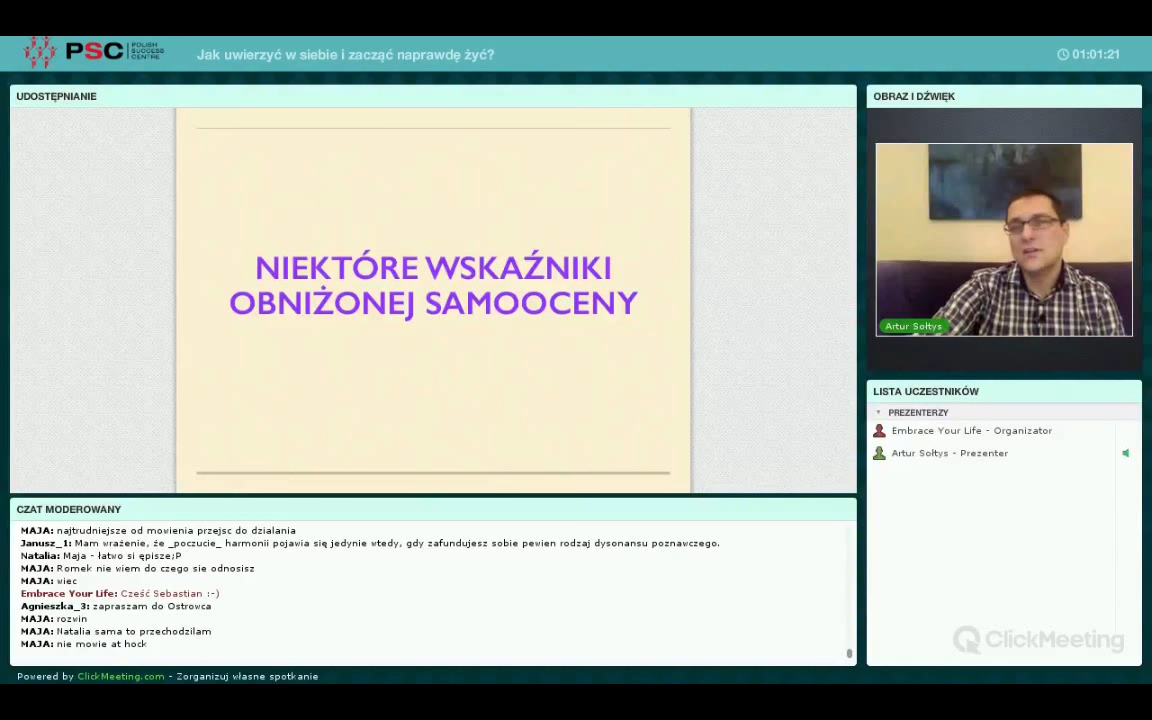 PSC POLISH SUCCESS CENTRE
Jak uwierzyć w siebie i zacząć naprawdę żyć?
01:01:21
UDOSTĘPNIANIE
NIEKTÓRE WSKAŹNIKI
OBNIŻONEJ SAMOOCENY
OBRAZ I DŹWIĘK
Artur Sołtys
LISTA UCZESTNIKÓW
PREZENTERZY
Embrace Your Life - Organizator
Artur Sołtys - Prezenter
ClickMeeting
CZAT MODEROWANY
MAJA: najtrudniejsze od mowienia przejsc do dzialania
Janusz_1: Mam wrażenie, że _poczucie_ harmonii pojawia się jedynie wtedy, gdy zafundujesz sobie pewien rodzaj dysonansu poznawczego.
Natalia: Maja - łatwo si ępisze;P
MAJA: Romek nie wiem do czego sie odnosisz
MAJA: wiec
Embrace Your Life: Cześć Sebastian :-)
Agnieszka_3: zapraszam do Ostrowca
MAJA: rozwin
MAJA: Natalia sama to przechodzilam
MAJA: nie mowie at hock
Powered by ClickMeeting.com - Zorganizuj własne spotkanie